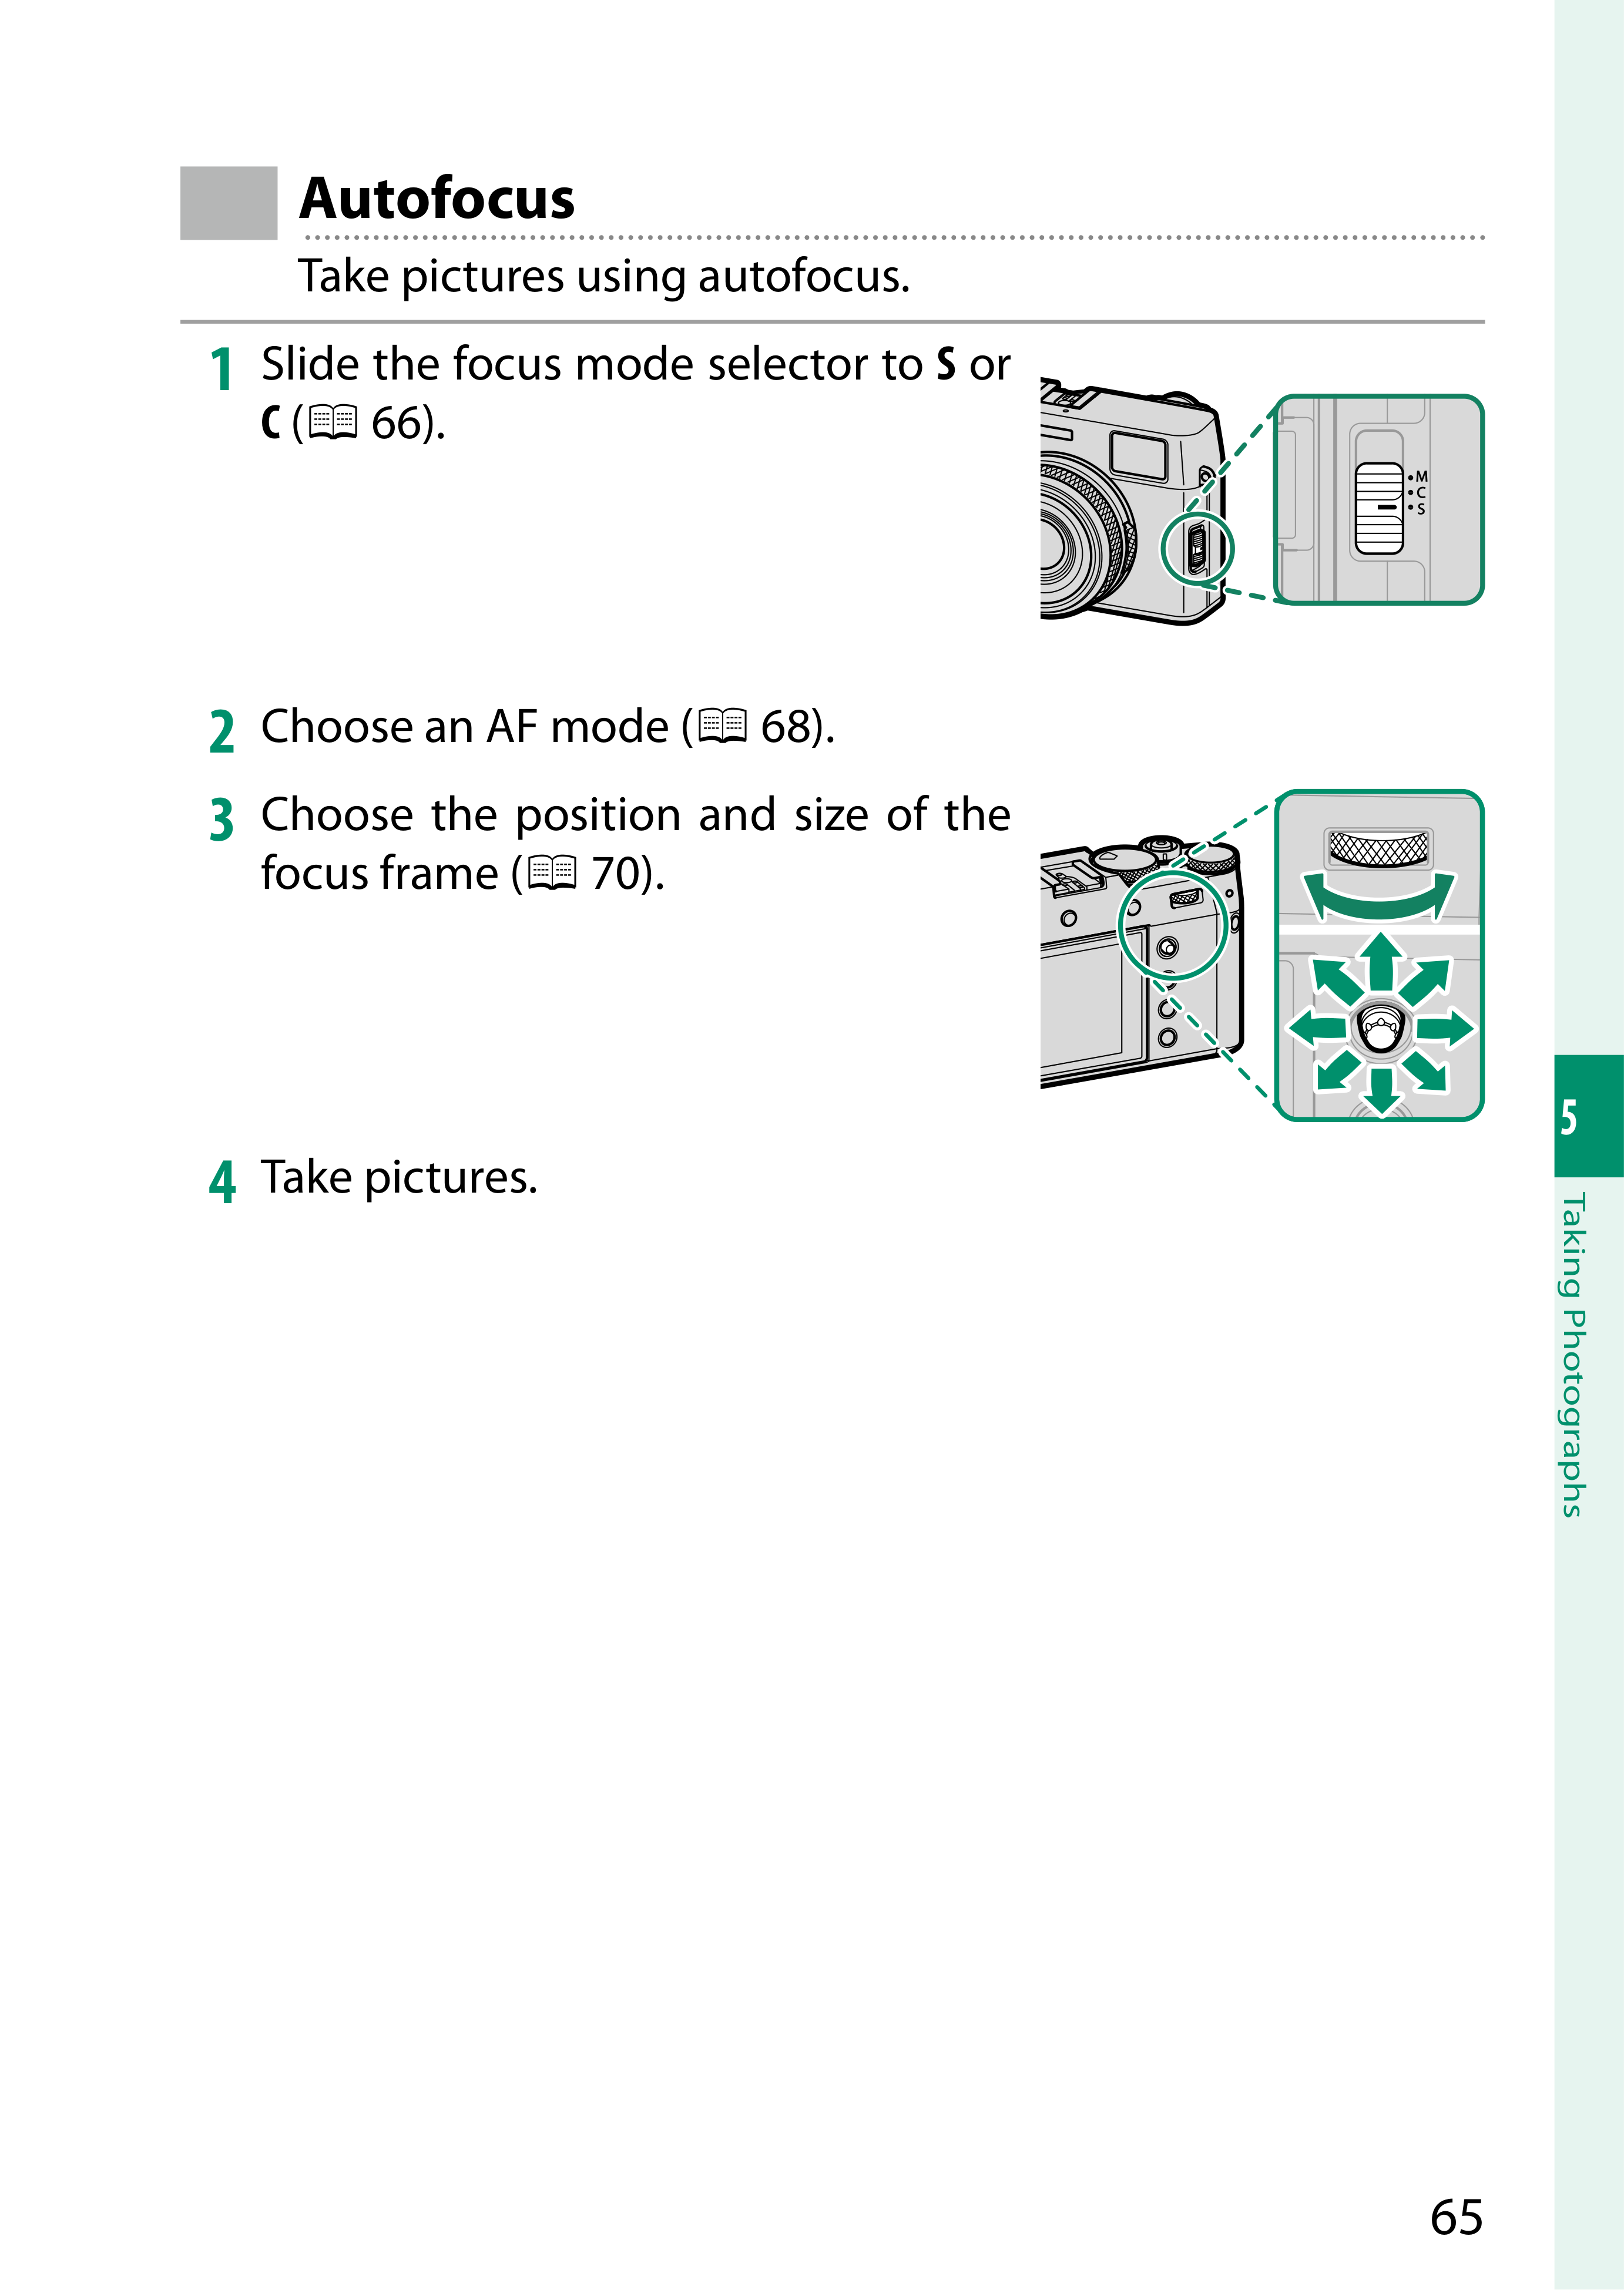 Autofocus
Take pictures using autofocus.
1 Slide the focus mode selector to S or
C ( 66).
M
C
S
2 Choose an AF mode ( 68).
3 Choose the position and size of the
focus frame ( 70).
4 Take pictures.
5
Taking Photographs
65